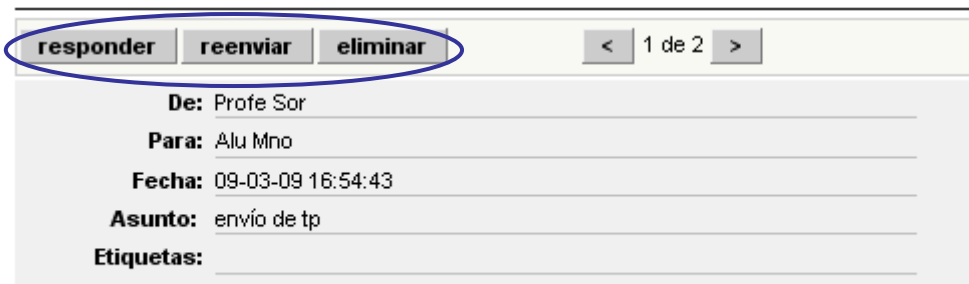 responder reenviar eliminar < 1 de 2 >
De: Profe Sor
Para: Alu Mno
Fecha: 09-03-09 16:54:43
Asunto: envío de tp
Etiquetas: